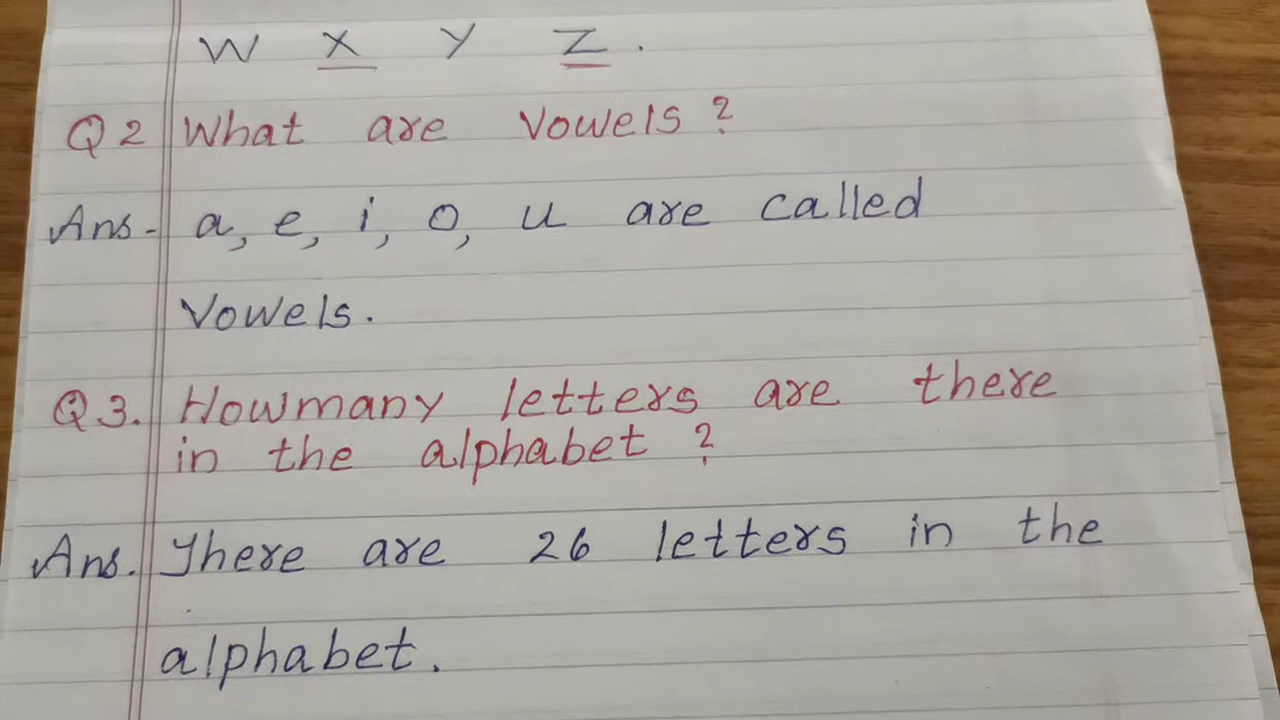 W X Y Z.
Q2 What are Vowels?
Ans- a, e, i, o, u are called
Vowels.
Q3. Howmany letters are there
in the alphabet?
Ans. There are 26 letters in the
alphabet.